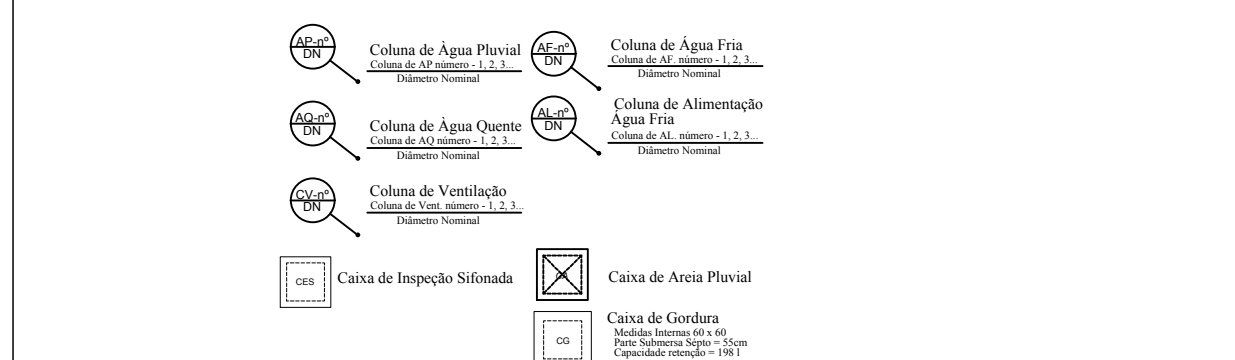 AP-nº
DN
Coluna de Àgua Pluvial
Coluna de AP número - 1, 2, 3...
Diâmetro Nominal
AF-nº
DN
Coluna de Água Fria
Coluna de AF. número - 1, 2, 3...
Diâmetro Nominal
AQ-nº
DN
Coluna de Àgua Quente
Coluna de AQ número - 1, 2, 3...
Diâmetro Nominal
AL-nº
DN
Coluna de Alimentação
Água Fria
Coluna de AL. número - 1, 2, 3...
Diâmetro Nominal
CV-nº
DN
Coluna de Ventilação
Coluna de Vent. número - 1, 2, 3...
Diâmetro Nominal
CES
Caixa de Inspeção Sifonada
Caixa de Areia Pluvial
CG
Caixa de Gordura
Medidas Internas 60 x 60
Parte Submersa Sépto = 55cm
Capacidade retenção = 198 l